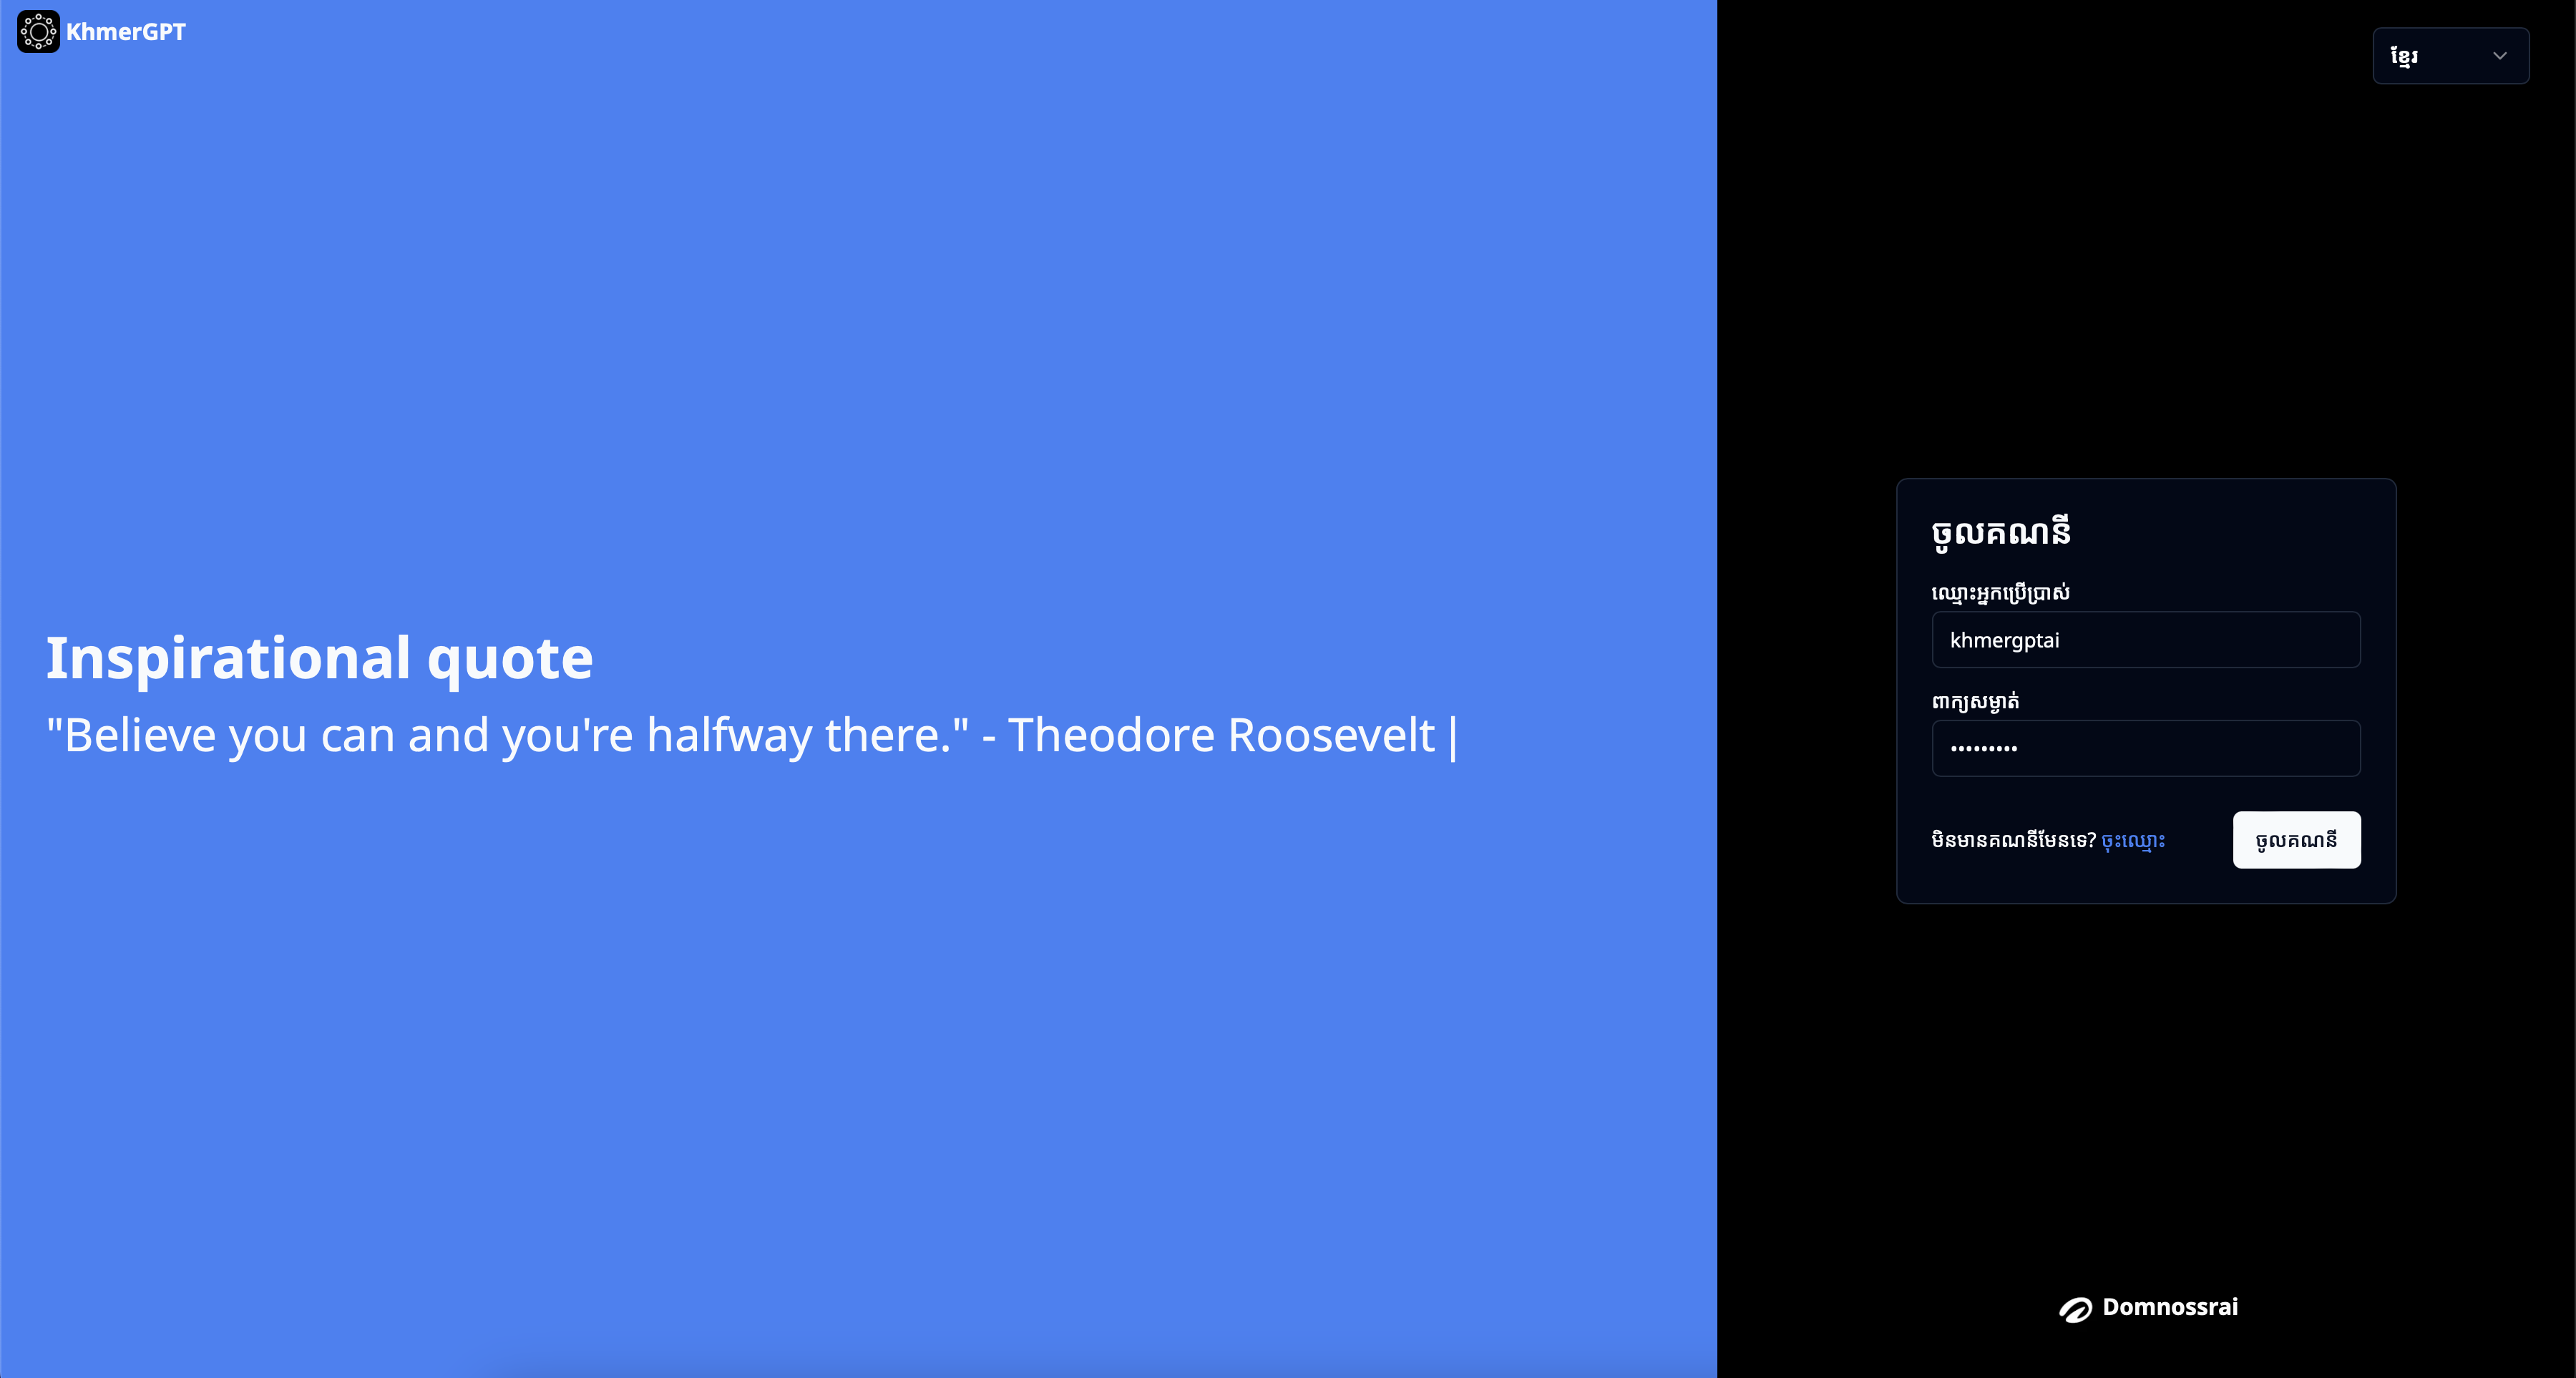 KhmerGPT
Inspirational quote
"Believe you can and you're halfway there." - Theodore Roosevelt|
ខ្មែរ
ចូលគណនី
ឈ្មោះអ្នកប្រើប្រាស់
khmergptai
ពាក្យសម្ងាត់
•••••••••
មិនមានគណនីមែនទេ? ចុះឈ្មោះ
ចូលគណនី
Domnossrai